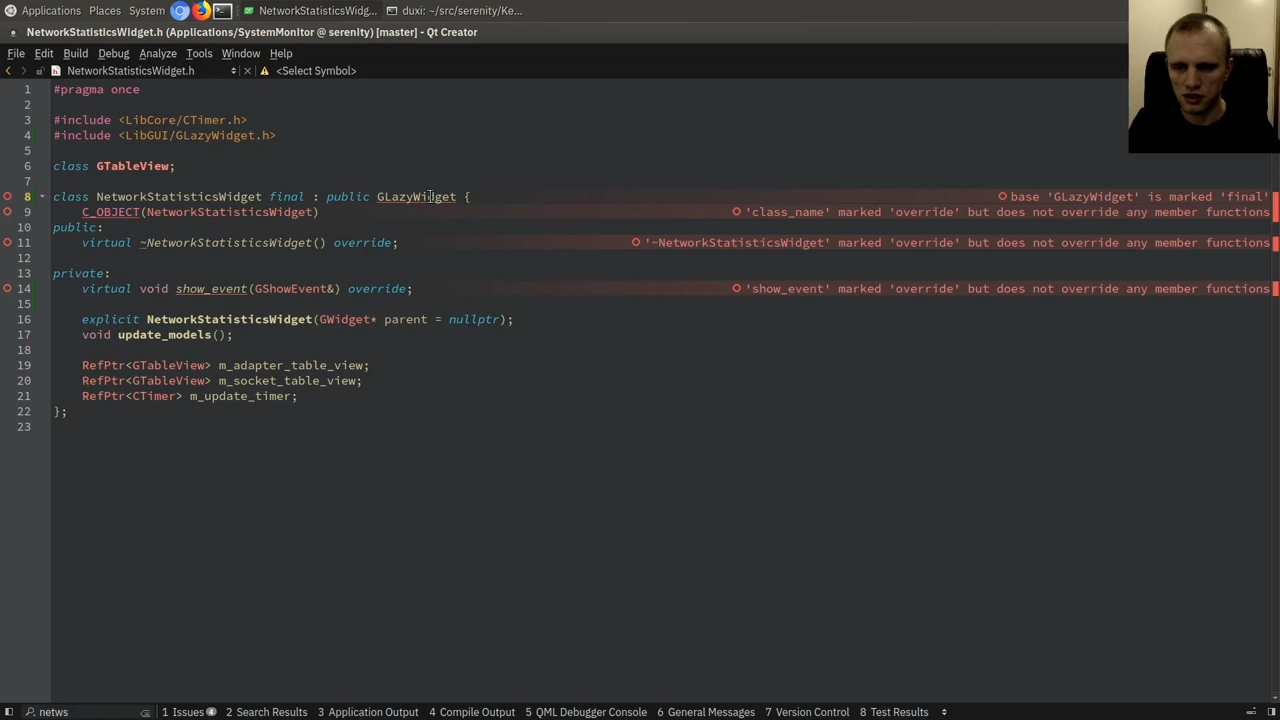 Applications Places System NetworkStatisticsWidg... duxi: ~/src/serenity/Ke...
NetworkStatisticsWidget.h (Applications/SystemMonitor @ serenity) [master] - Qt Creator
File Edit Build Debug Analyze Tools Window Help
NetworkStatisticsWidget.h <Select Symbol>
1 #pragma once
2
3 #include <LibCore/CTimer.h>
4 #include <LibGUI/GLazyWidget.h>
5
6 class GTableView;
7
8 class NetworkStatisticsWidget final : public GLazyWidget { base 'GLazyWidget' is marked 'final'
9 C_OBJECT(NetworkStatisticsWidget) 'class_name' marked 'override' but does not override any member functions
10 public:
11 virtual ~NetworkStatisticsWidget() override; '~NetworkStatisticsWidget' marked 'override' but does not override any member functions
12
13 private:
14 virtual void show_event(GShowEvent&) override; 'show_event' marked 'override' but does not override any member functions
15
16 explicit NetworkStatisticsWidget(GWidget* parent = nullptr);
17 void update_models();
18
19 RefPtr<GTableView> m_adapter_table_view;
20 RefPtr<GTableView> m_socket_table_view;
21 RefPtr<CTimer> m_update_timer;
22 };
23
netws 1 Issues 4 2 Search Results 3 Application Output 4 Compile Output 5 QML Debugger Console 6 General Messages 7 Version Control 8 Test Results